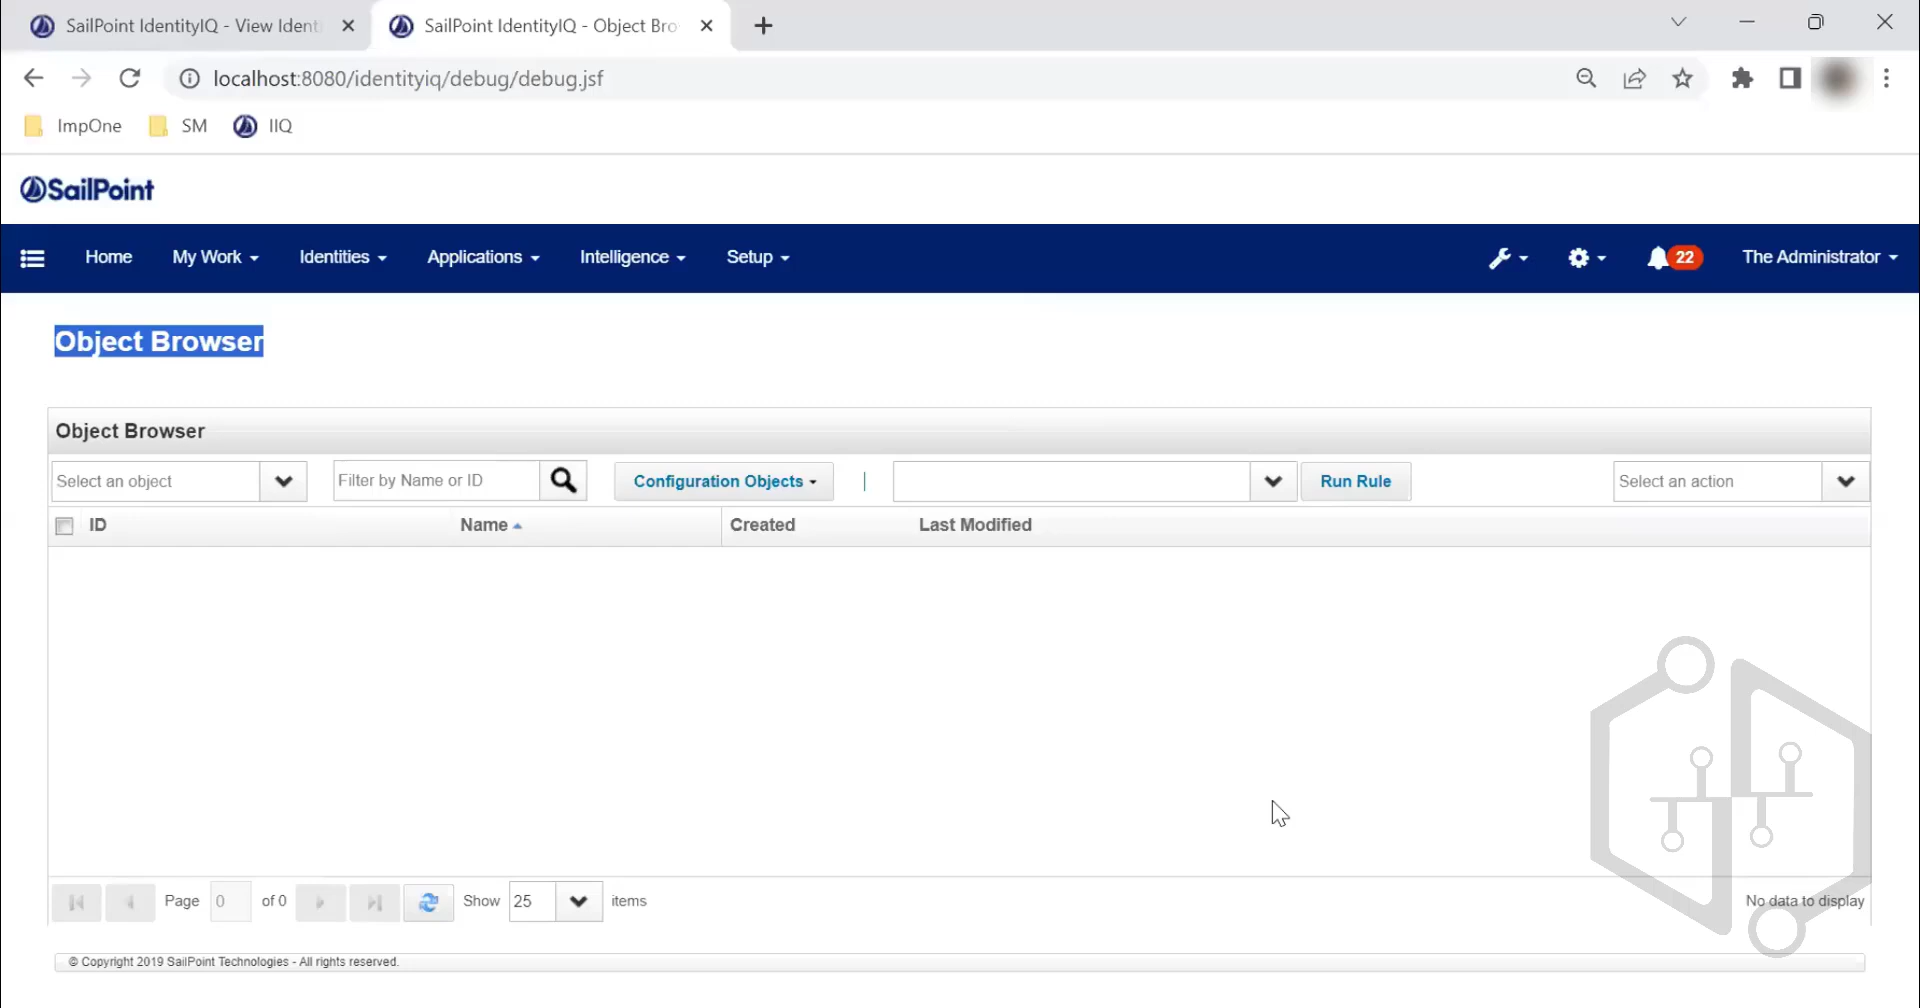 SailPoint IdentityIQ - View Identi
SailPoint IdentityIQ - Object Bro
localhost:8080/identityiq/debug/debug.jsf
ImpOne SM IIQ
SailPoint
Home My Work Identities Applications Intelligence Setup 22 The Administrator
Object Browser
Object Browser
Select an object Filter by Name or ID Configuration Objects Run Rule Select an action
ID Name Created Last Modified
Page 0 of 0 Show 25 items No data to display
© Copyright 2019 SailPoint Technologies - All rights reserved.